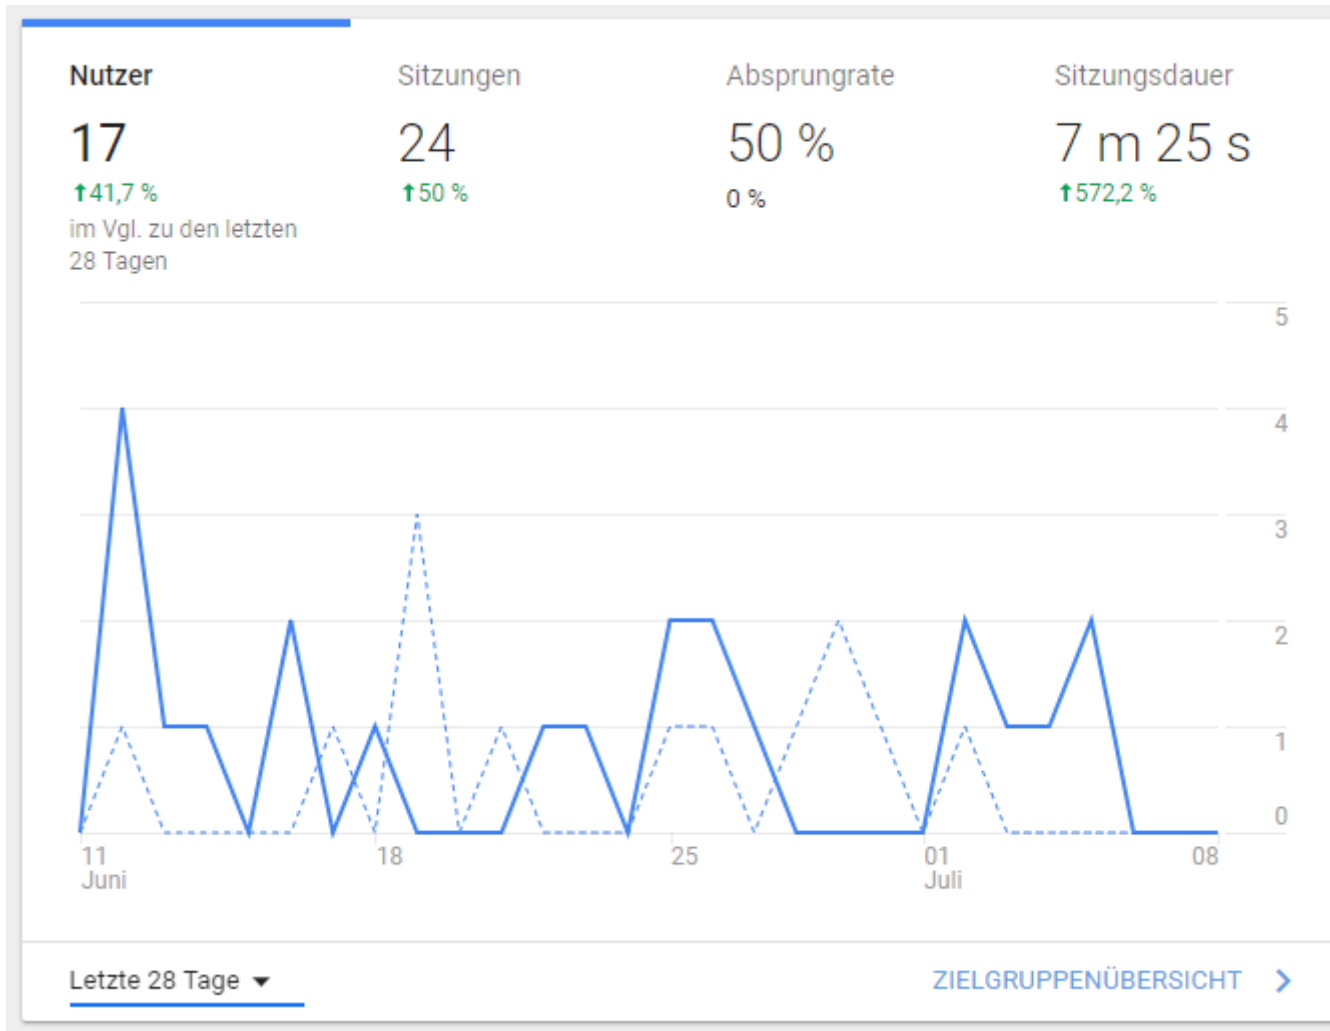 Nutzer
Sitzungen
Absprungrate
Sitzungsdauer
17
24
50 %
7 m 25 s
↑41,7 %
↑50 %
0 %
↑572,2 %
im Vgl. zu den letzten
28 Tagen
5
4
3
2
1
0
11
18
25
01
08
Juni
Juli
Letzte 28 Tage
ZIELGRUPPENÜBERSICHT